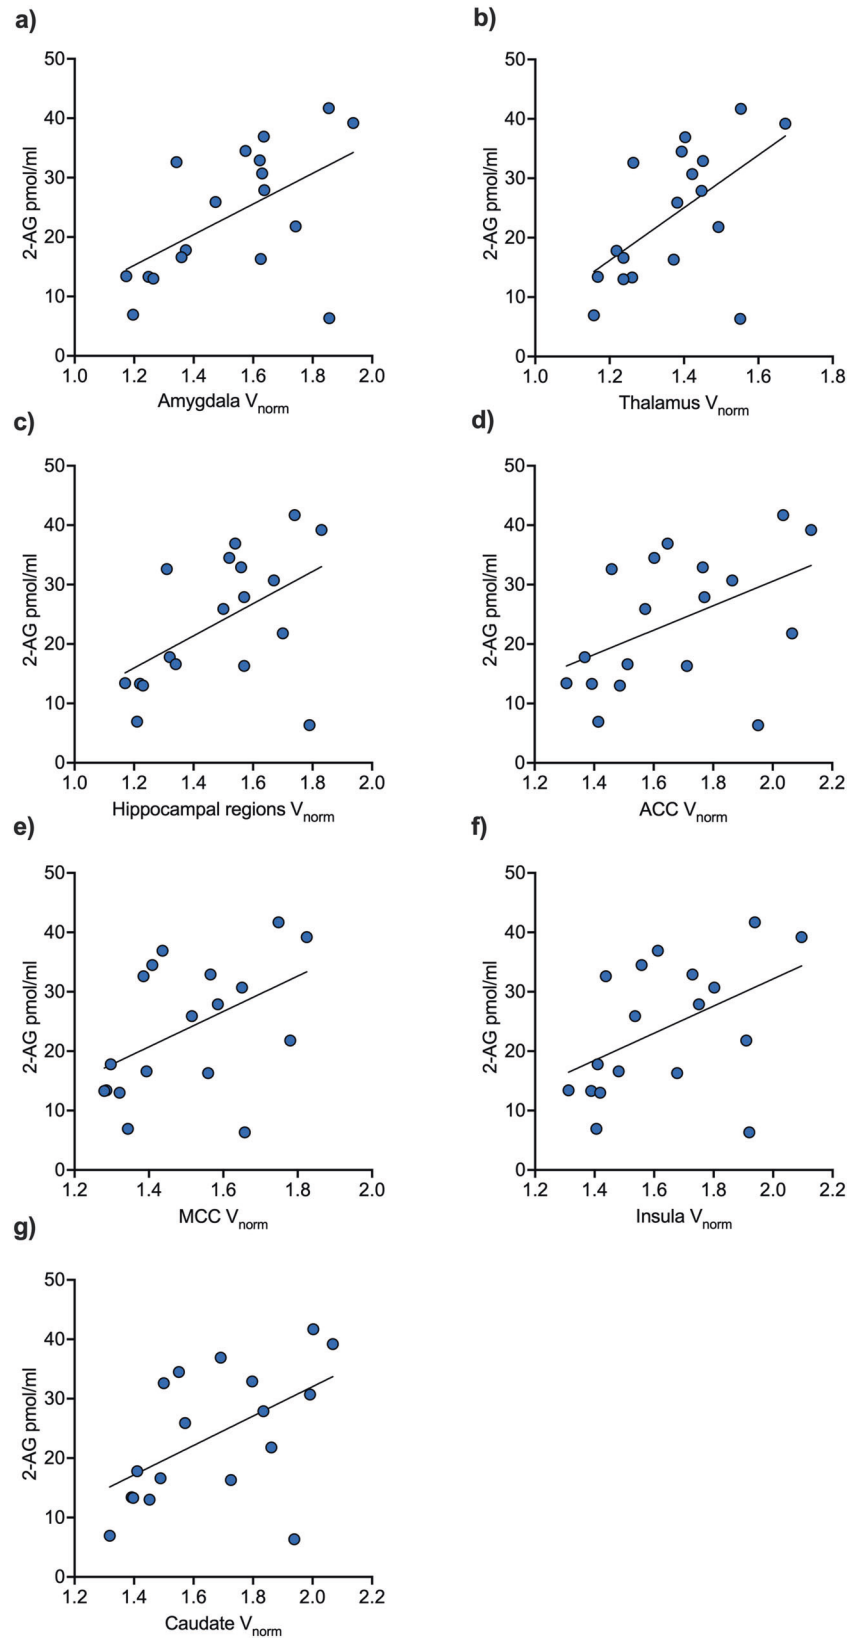 a)
50
40
30
20
10
0
2-AG pmol/ml
1.0 1.2 1.4 1.6 1.8 2.0
Amygdala Vnorm
b)
50
40
30
20
10
0
2-AG pmol/ml
1.0 1.2 1.4 1.6 1.8
Thalamus Vnorm
c)
50
40
30
20
10
0
2-AG pmol/ml
1.0 1.2 1.4 1.6 1.8 2.0
Hippocampal regions Vnorm
d)
50
40
30
20
10
0
2-AG pmol/ml
1.2 1.4 1.6 1.8 2.0 2.2
ACC Vnorm
e)
50
40
30
20
10
0
2-AG pmol/ml
1.2 1.4 1.6 1.8 2.0
MCC Vnorm
f)
50
40
30
20
10
0
2-AG pmol/ml
1.2 1.4 1.6 1.8 2.0 2.2
Insula Vnorm
g)
50
40
30
20
10
0
2-AG pmol/ml
1.2 1.4 1.6 1.8 2.0 2.2
Caudate Vnorm